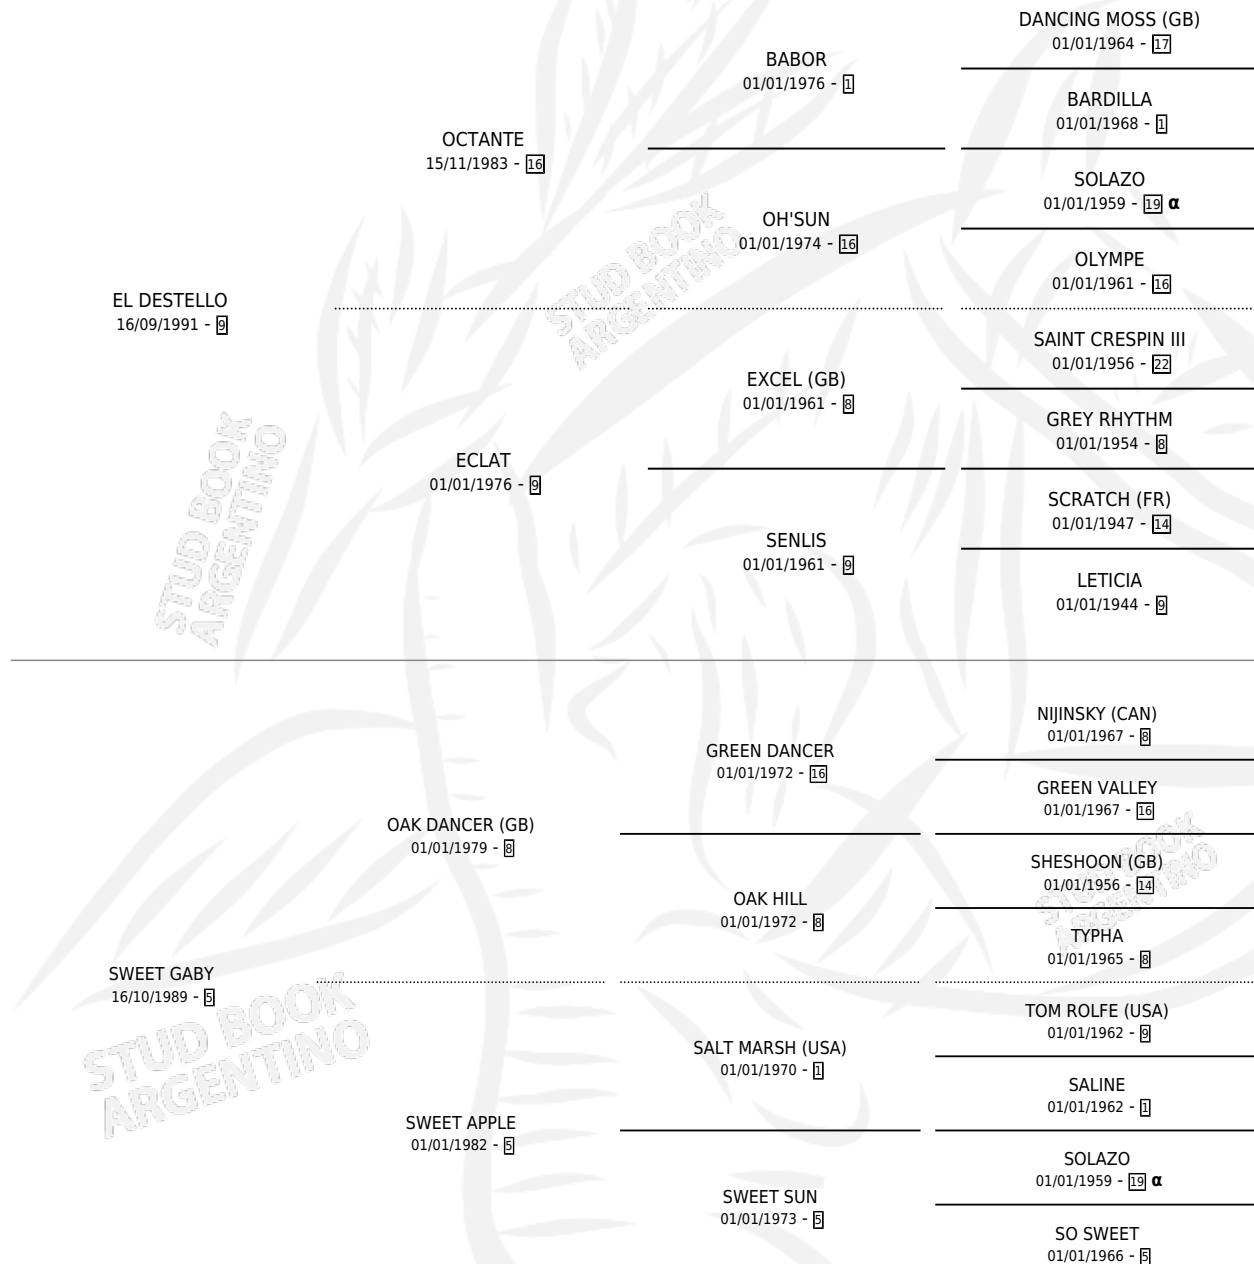 DANCING MOSS (GB)
01/01/1964 - 17
BABOR
01/01/1976 - 1
BARDILLA
01/01/1968 - 1
OCTANTE
15/11/1983 - 16
SOLAZO
01/01/1959 - 19 α
OH'SUN
01/01/1974 - 16
OLYMPE
01/01/1961 - 16
EL DESTELLO
16/09/1991 - 9
SAINT CRESPIN III
01/01/1956 - 22
EXCEL (GB)
01/01/1961 - 8
GREY RHYTHM
01/01/1954 - 8
ECLAT
01/01/1976 - 9
SCRATCH (FR)
01/01/1947 - 14
SENLIS
01/01/1961 - 9
LETICIA
01/01/1944 - 9
NIJINSKY (CAN)
01/01/1967 - 8
GREEN DANCER
01/01/1972 - 16
GREEN VALLEY
01/01/1967 - 16
OAK DANCER (GB)
01/01/1979 - 8
SHESHOON (GB)
01/01/1956 - 14
OAK HILL
01/01/1972 - 8
TYPHA
01/01/1965 - 8
SWEET GABY
16/10/1989 - 5
TOM ROLFE (USA)
01/01/1962 - 9
SALT MARSH (USA)
01/01/1970 - 1
SALINE
01/01/1962 - 1
SWEET APPLE
01/01/1982 - 5
SOLAZO
01/01/1959 - 19 α
SWEET SUN
01/01/1973 - 5
SO SWEET
01/01/1966 - 5
STUD BOOK
ARGENTINO
STUD BOOK
ARGENTINO
STUD BOOK
ARGENTINO
STUD BOOK
ARGENTINO